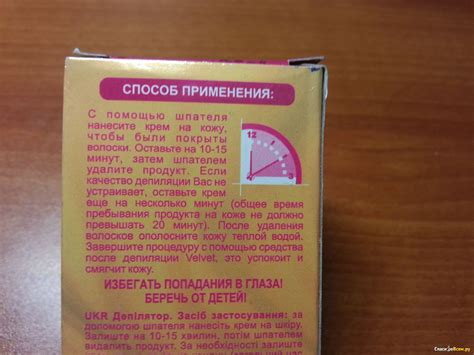 СПОСОБ ПРИМЕНЕНИЯ:
С помощью шпателя
нанесите крем на кожу,
чтобы были покрыты
волоски. Оставьте на 10-15
минут, затем шпателем
удалите продукт. Если
качество депиляции Вас не
устраивает, оставьте крем
еще на несколько минут (общее время
пребывания продукта на коже не должно
превышать 20 минут). После удаления
волосков ополосните кожу теплой водой.
Завершите процедуру с помощью средства
после депиляции Velvet, это успокоит и
смягчит кожу.
12
ИЗБЕГАТЬ ПОПАДАНИЯ В ГЛАЗА!
БЕРЕЧЬ ОТ ДЕТЕЙ!
UKR Депілятор. Засіб застосування: за
допомогою шпателя нанесіть крем на шкіру.
Залиште на 10-15 хвилин, потім шпателем
видалите продукт. За необхідності залиште